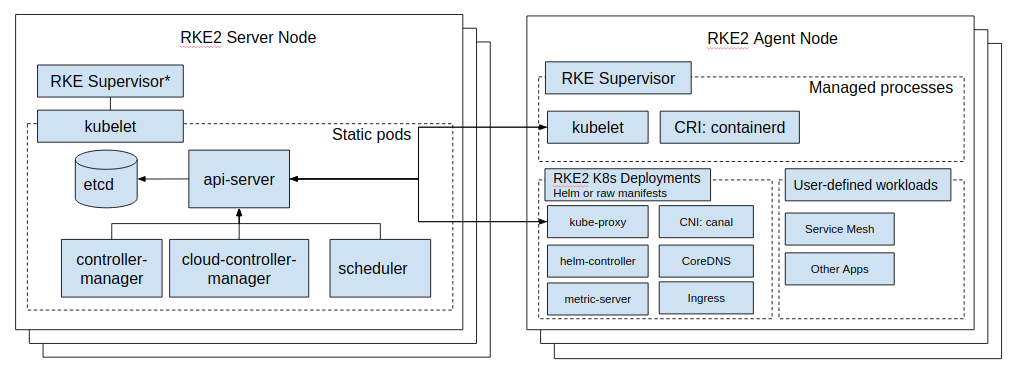 RKE2 Server Node
RKE Supervisor*
kubelet
Static pods
etcd
api-server
controller-
manager
cloud-controller-
manager
scheduler
RKE2 Agent Node
RKE Supervisor
Managed processes
kubelet
CRI: containerd
RKE2 K8s Deployments
Helm or raw manifests
kube-proxy
CNI: canal
helm-controller
CoreDNS
metric-server
Ingress
User-defined workloads
Service Mesh
Other Apps